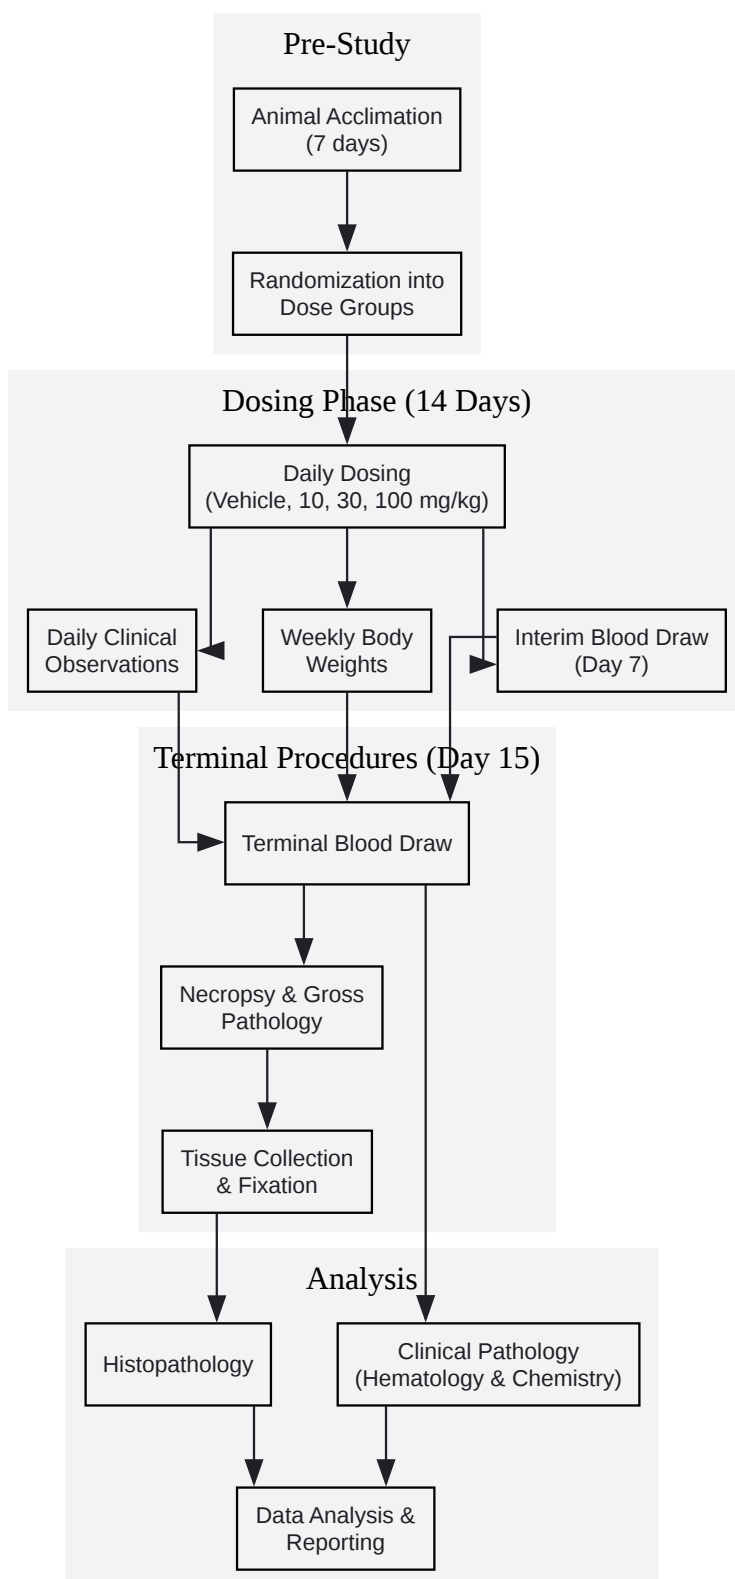 Pre-Study
Animal Acclimation
(7 days)
Randomization into
Dose Groups
Dosing Phase (14 Days)
Daily Dosing
(Vehicle, 10, 30, 100 mg/kg)
Daily Clinical
Observations
Weekly Body
Weights
Interim Blood Draw
(Day 7)
Terminal Procedures (Day 15)
Terminal Blood Draw
Necropsy & Gross
Pathology
Tissue Collection
& Fixation
Analysis
Histopathology
Clinical Pathology
(Hematology & Chemistry)
Data Analysis &
Reporting